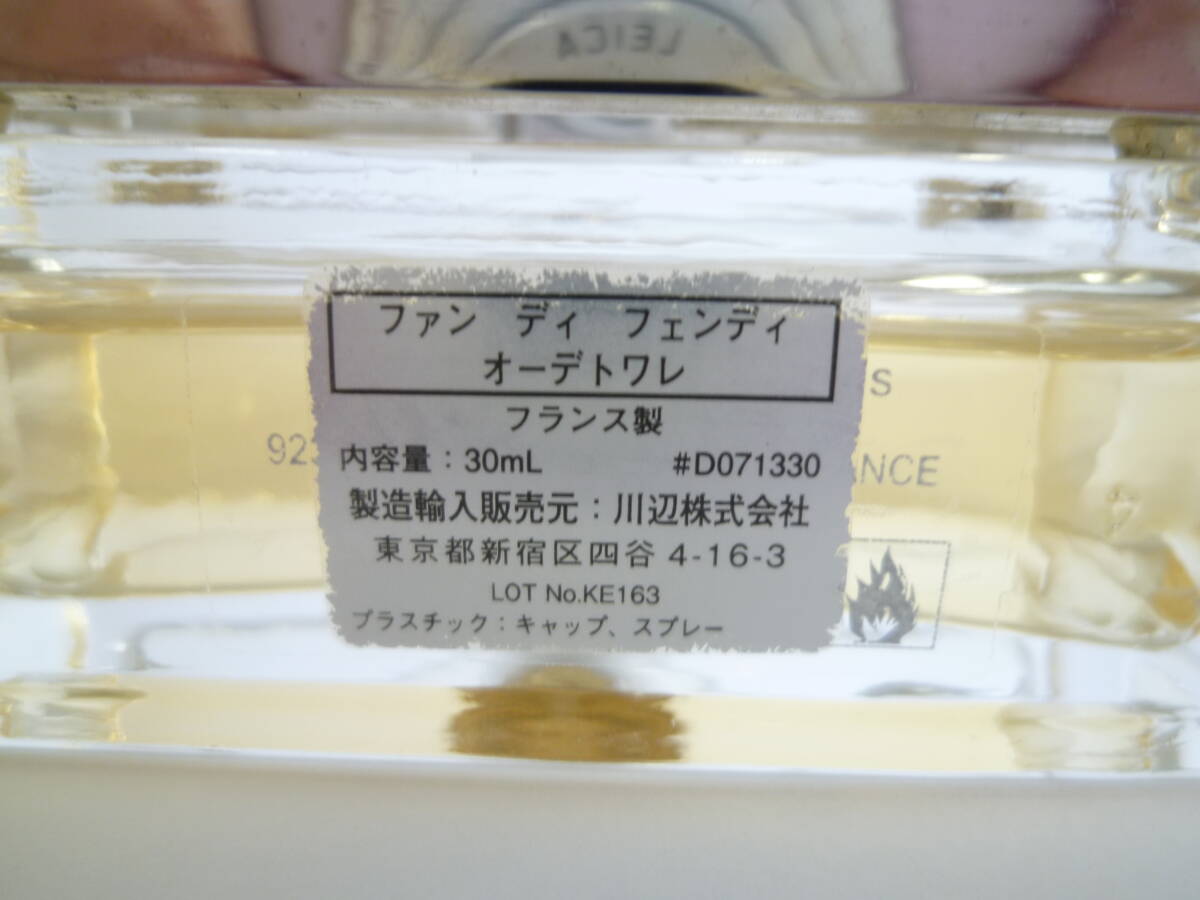 LEICA
ファン ディ フェンディ
オーデトワレ
フランス製
内容量：30mL #D071330
製造輸入販売元：川辺株式会社
東京都新宿区四谷 4-16-3
LOT No.KE163
プラスチック：キャップ、スプレー